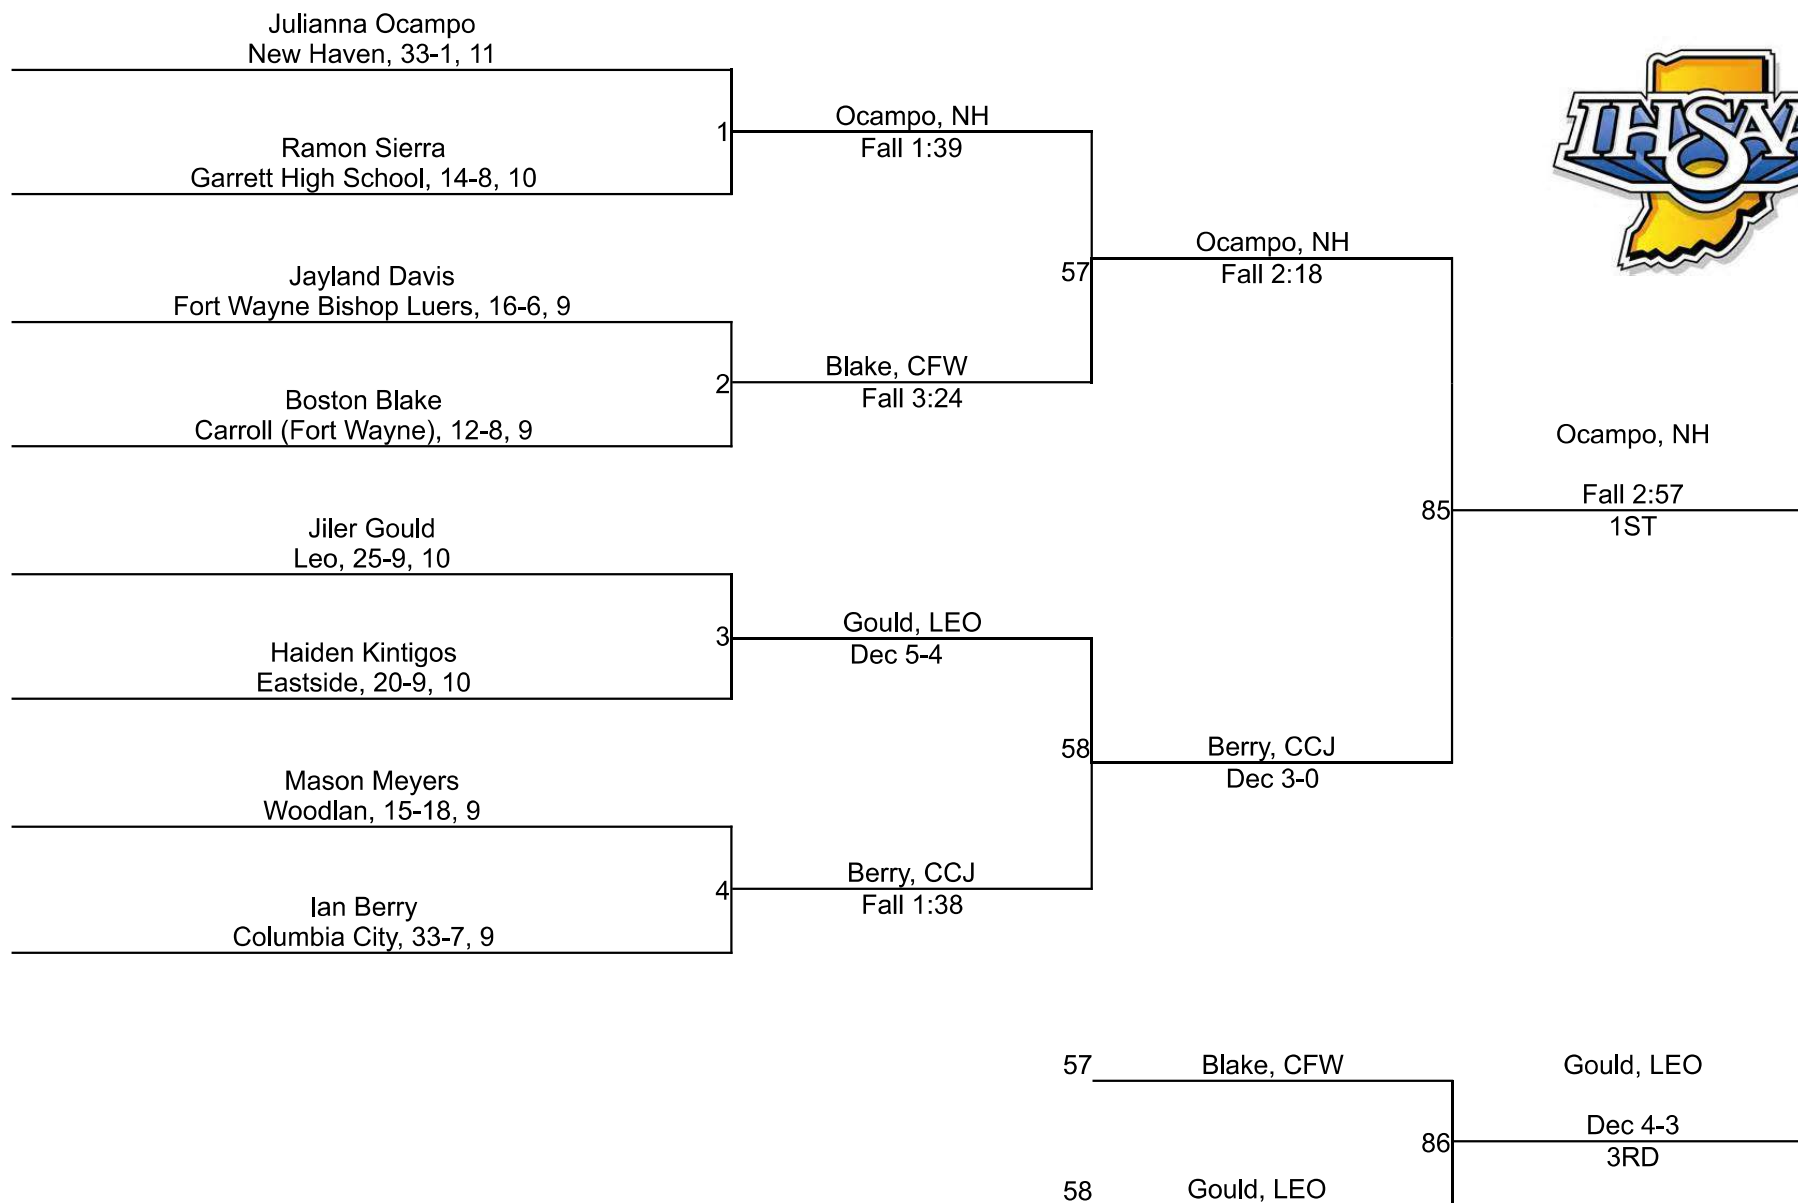 Julianna Ocampo
New Haven, 33-1, 11
Ramon Sierra
Garrett High School, 14-8, 10
Jayland Davis
Fort Wayne Bishop Luers, 16-6, 9
Boston Blake
Carroll (Fort Wayne), 12-8, 9
Jiler Gould
Leo, 25-9, 10
Haiden Kintigos
Eastside, 20-9, 10
Mason Meyers
Woodlan, 15-18, 9
Ian Berry
Columbia City, 33-7, 9
1
Ocampo, NH
Fall 1:39
2
Blake, CFW
Fall 3:24
3
Gould, LEO
Dec 5-4
4
Berry, CCJ
Fall 1:38
57
Ocampo, NH
Fall 2:18
58
Berry, CCJ
Dec 3-0
IHSAA
85
Ocampo, NH
Fall 2:57
1ST
57
Blake, CFW
58
Gould, LEO
86
Gould, LEO
Dec 4-3
3RD